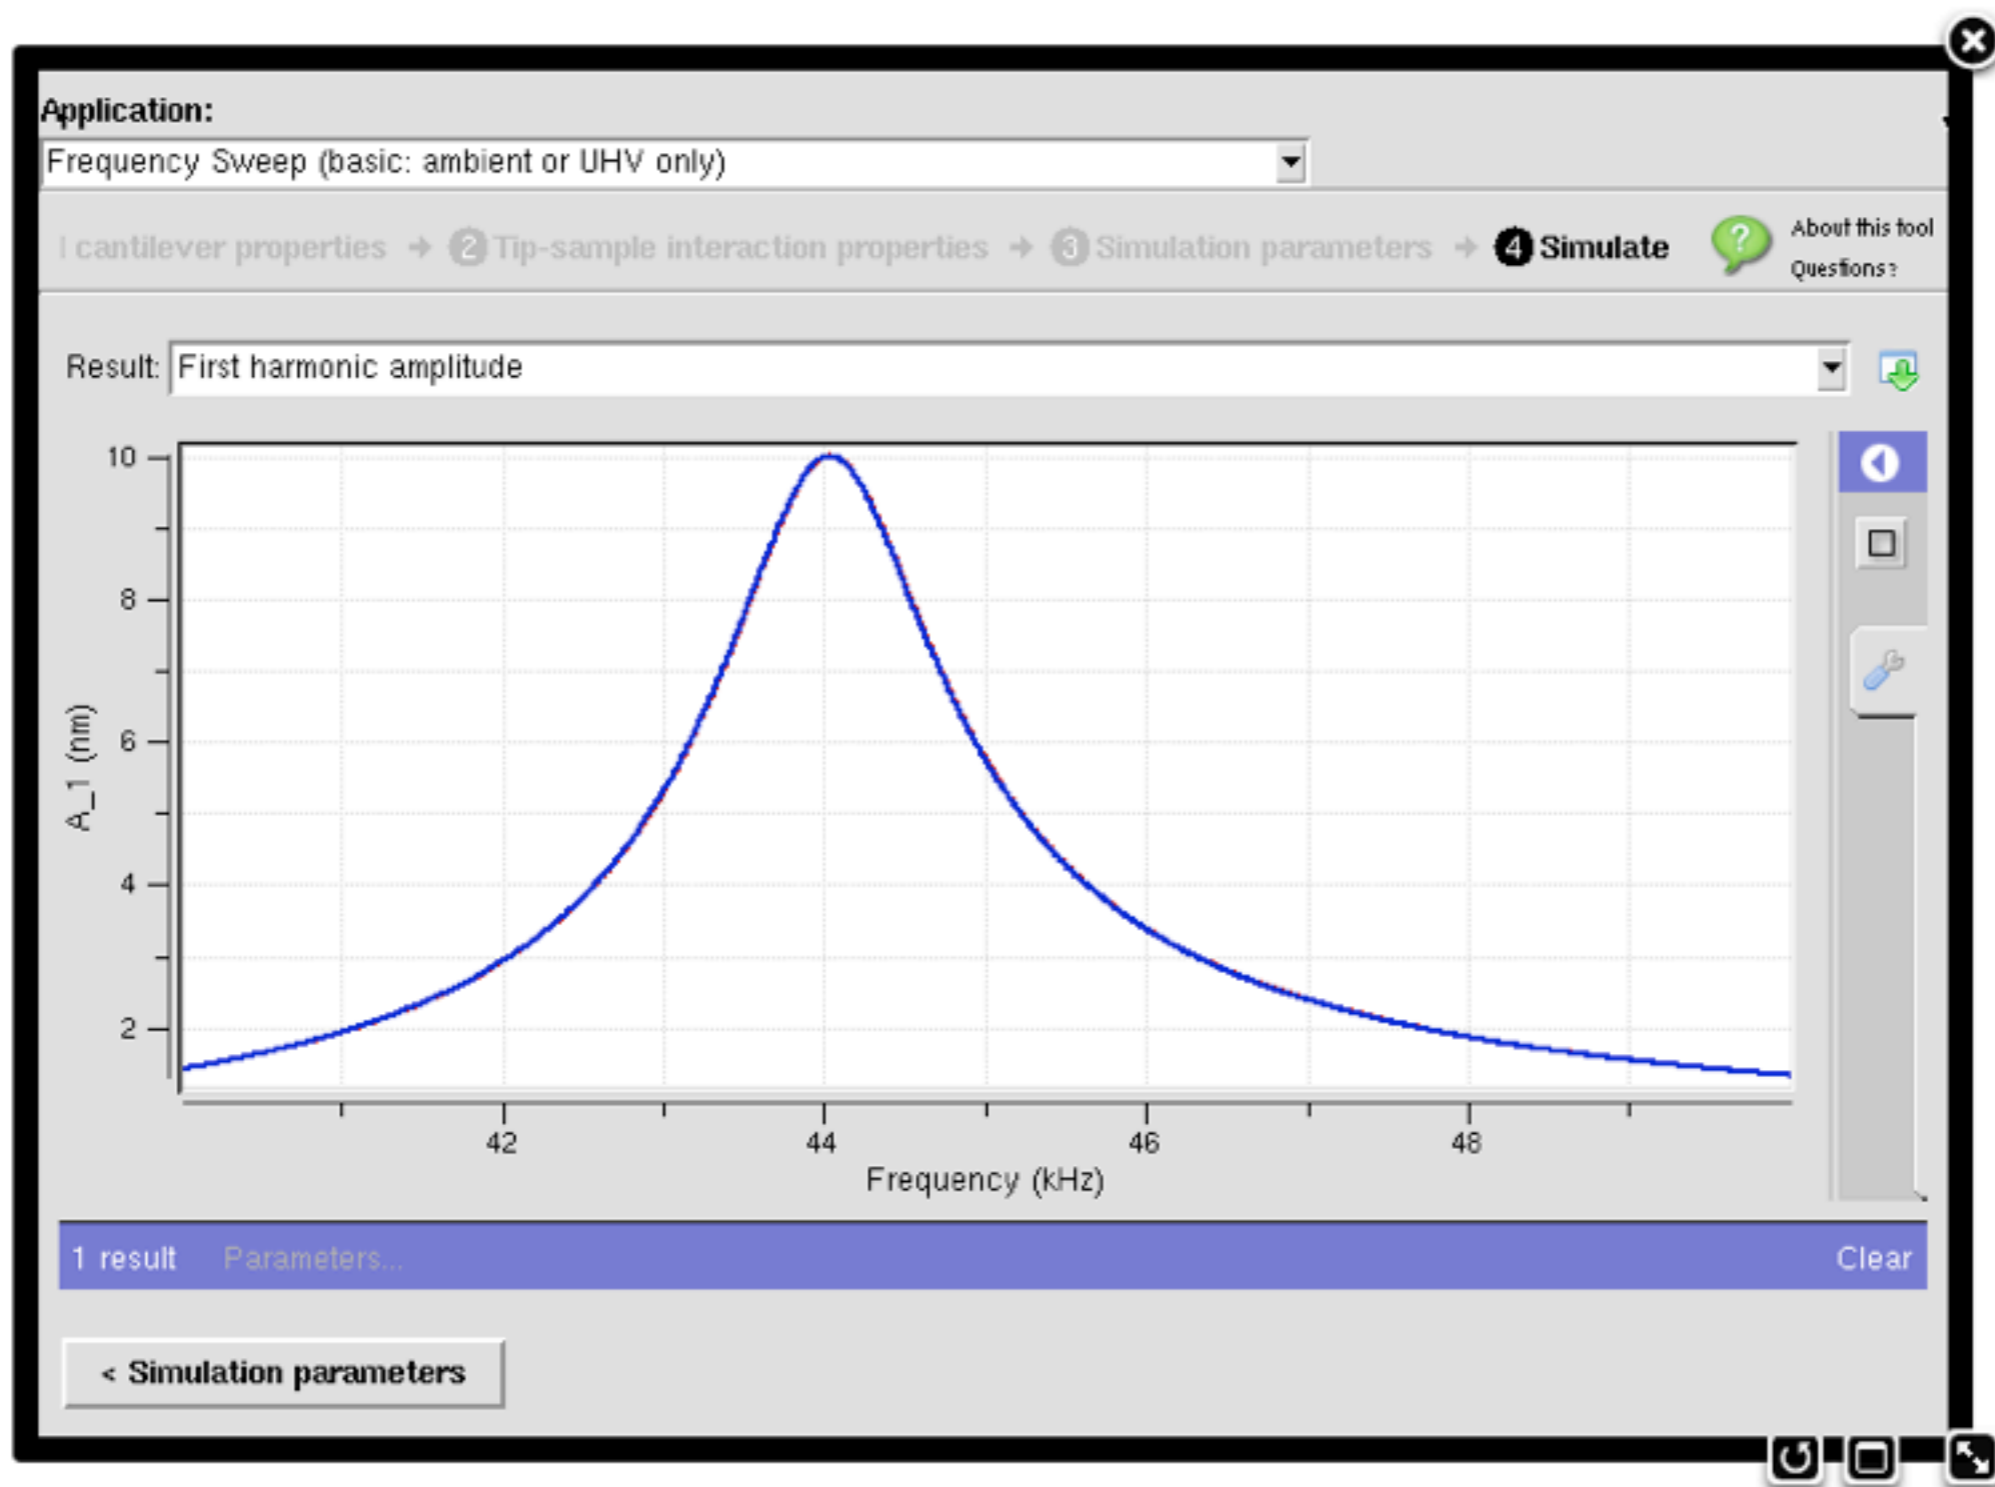 Application:
Frequency Sweep (basic: ambient or UHV only)
l cantilever properties → 2 Tip-sample interaction properties → 3 Simulation parameters → 4 Simulate
About this tool
Questions?
Result: First harmonic amplitude
10
8
6
4
2
A_1 (nm)
42 44 46 48
Frequency (kHz)
1 result Parameters... Clear
< Simulation parameters